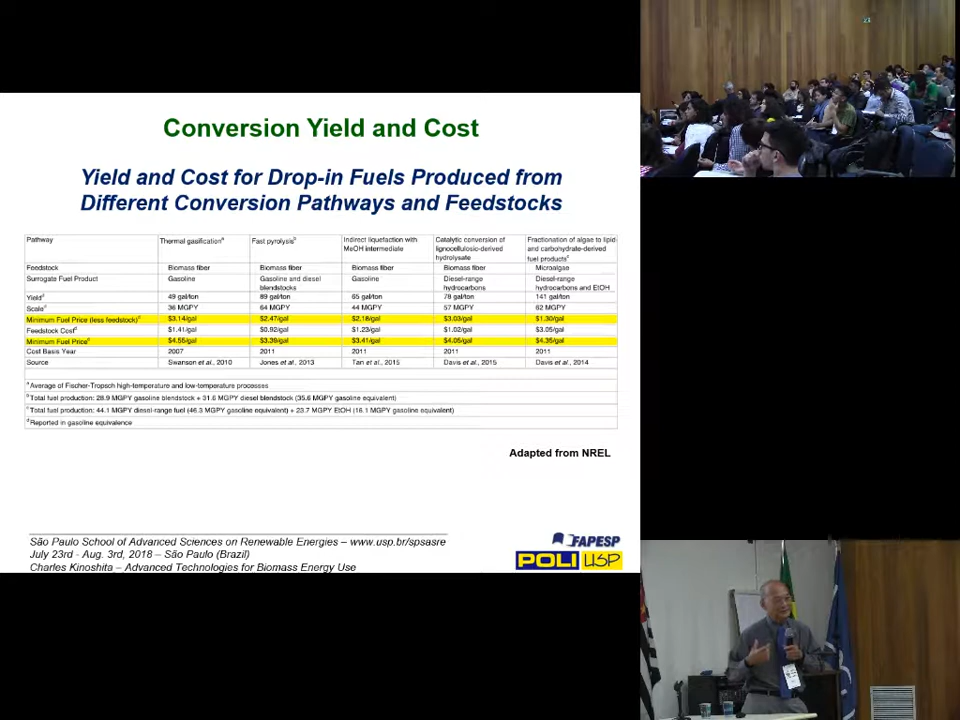 Conversion Yield and Cost
Yield and Cost for Drop-in Fuels Produced from
Different Conversion Pathways and Feedstocks
Pathway Thermal gasificationᵃ Fast pyrolysisᵇ Indirect liquefaction with MeOH intermediate Catalytic conversion of lignocellulosic-derived hydrolysate Fractionation of algae to lipid- and carbohydrate-derived fuel productsᶜ
Feedstock Biomass fiber Biomass fiber Biomass fiber Biomass fiber Microalgae
Surrogate Fuel Product Gasoline Gasoline and diesel blendstocks Gasoline Diesel-range hydrocarbons Diesel-range hydrocarbons and EtOH
Yieldᵈ 49 gal/ton 89 gal/ton 65 gal/ton 78 gal/ton 141 gal/ton
Scaleᵈ 36 MGPY 64 MGPY 44 MGPY 57 MGPY 62 MGPY
Minimum Fuel Price (less feedstock)ᵈ $3.14/gal $2.47/gal $2.18/gal $3.03/gal $1.30/gal
Feedstock Costᵈ $1.41/gal $0.92/gal $1.23/gal $1.02/gal $3.05/gal
Minimum Fuel Priceᵈ $4.55/gal $3.39/gal $3.41/gal $4.05/gal $4.35/gal
Cost Basis Year 2007 2011 2011 2011 2011
Source Swanson et al., 2010 Jones et al., 2013 Tan et al., 2015 Davis et al., 2015 Davis et al., 2014
ᵃ Average of Fischer-Tropsch high-temperature and low-temperature processes
ᵇ Total fuel production: 28.9 MGPY gasoline blendstock + 31.6 MGPY diesel blendstock (35.6 MGPY gasoline equivalent)
ᶜ Total fuel production: 44.1 MGPY diesel-range fuel (46.3 MGPY gasoline equivalent) + 23.7 MGPY EtOH (16.1 MGPY gasoline equivalent)
ᵈ Reported in gasoline equivalence
Adapted from NREL
São Paulo School of Advanced Sciences on Renewable Energies – www.usp.br/spsasre
July 23rd - Aug. 3rd, 2018 – São Paulo (Brazil)
Charles Kinoshita – Advanced Technologies for Biomass Energy Use
FAPESP
POLI USP